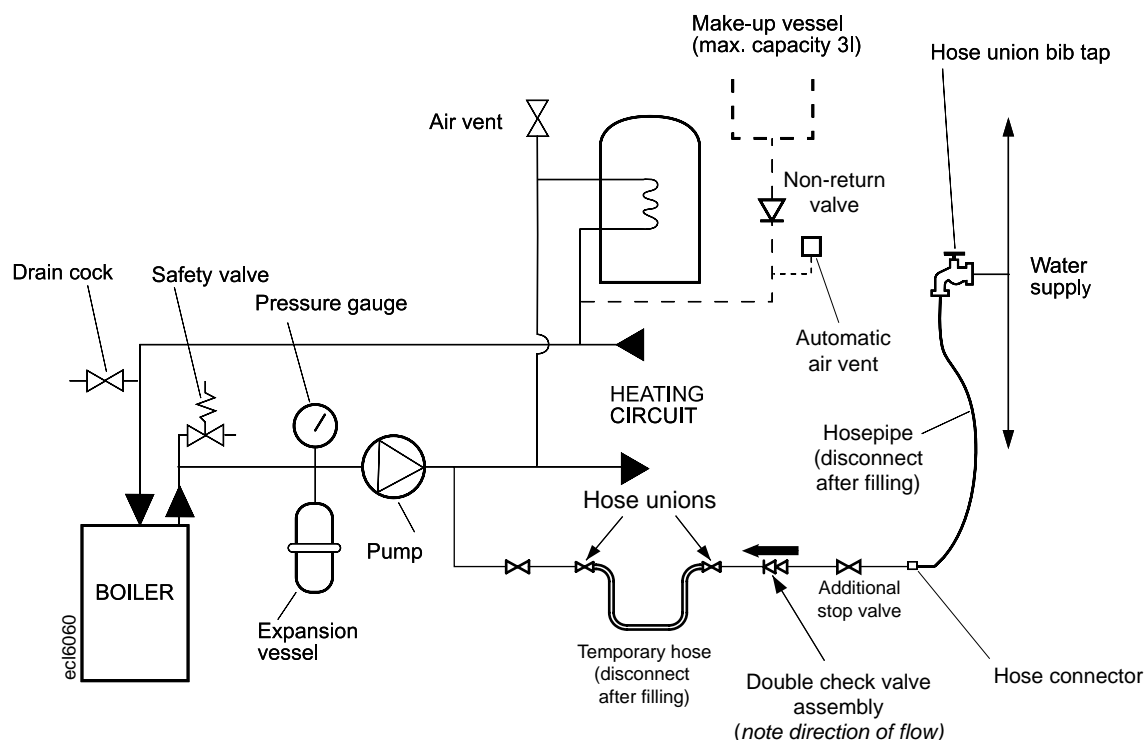 Make-up vessel
(max. capacity 3l)
Hose union bib tap
Air vent
Non-return
valve
Drain cock
Safety valve
Pressure gauge
Water
supply
Automatic
air vent
HEATING
CIRCUIT
Hosepipe
(disconnect
after filling)
Hose unions
Pump
BOILER
ecl6060
Expansion
vessel
Additional
stop valve
Temporary hose
(disconnect
after filling)
Double check valve
assembly
(note direction of flow)
Hose connector